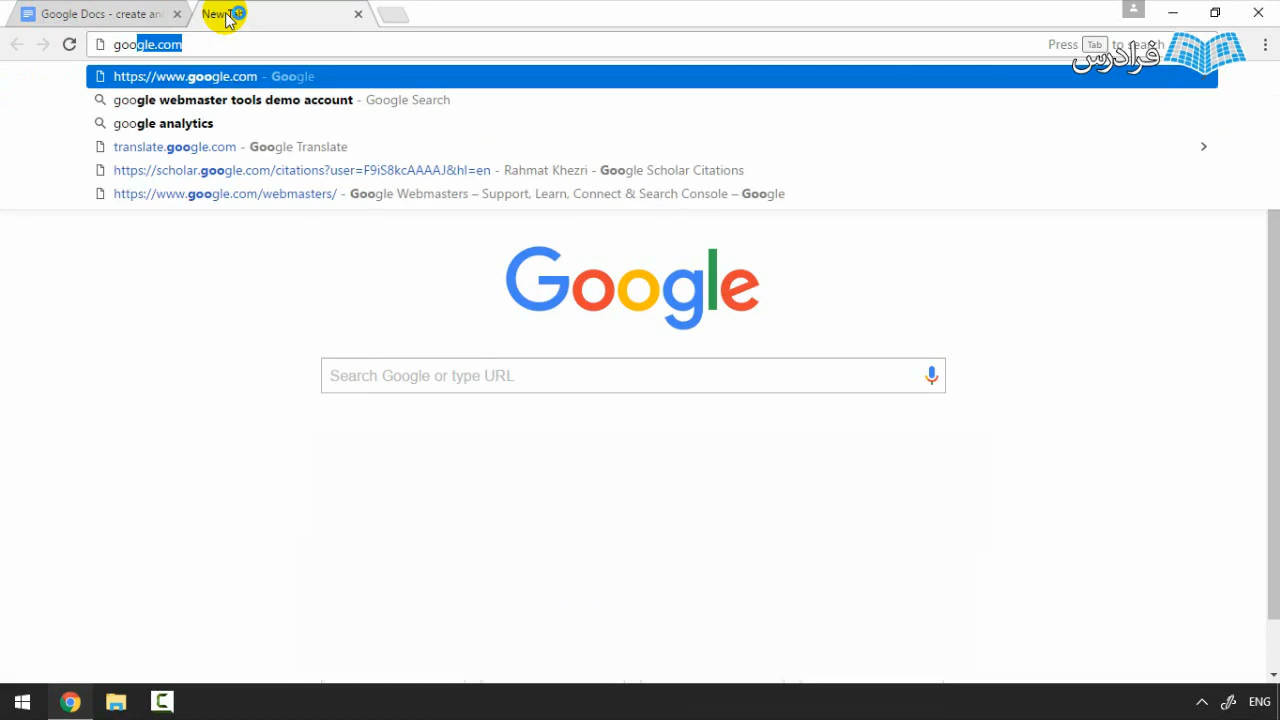 Google Docs - create and
New Tab
google.com
Press Tab to search
فرادرس
https://www.google.com - Google
google webmaster tools demo account - Google Search
google analytics
translate.google.com - Google Translate
https://scholar.google.com/citations?user=F9iS8kcAAAAJ&hl=en - Rahmat Khezri - Google Scholar Citations
https://www.google.com/webmasters/ - Google Webmasters – Support, Learn, Connect & Search Console – Google
Google
Search Google or type URL
ENG